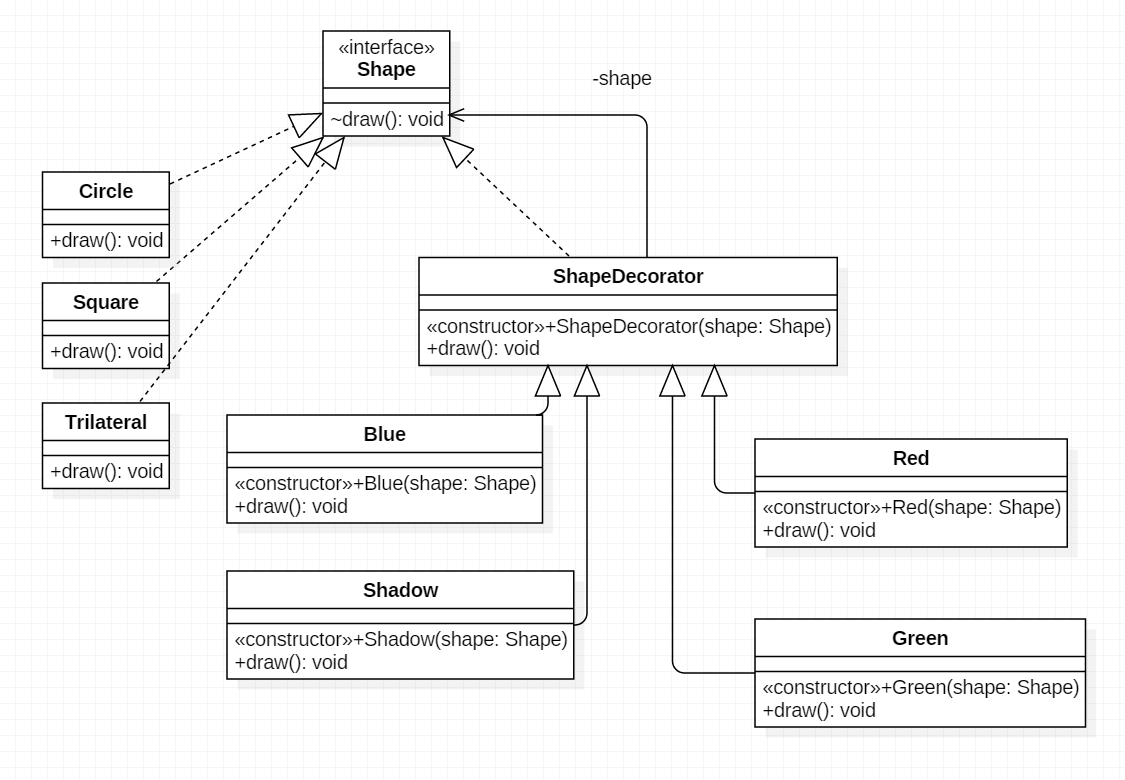 «interface»
Shape
~draw(): void
-shape
Circle
+draw(): void
Square
+draw(): void
Trilateral
+draw(): void
ShapeDecorator
«constructor»+ShapeDecorator(shape: Shape)
+draw(): void
Blue
«constructor»+Blue(shape: Shape)
+draw(): void
Red
«constructor»+Red(shape: Shape)
+draw(): void
Shadow
«constructor»+Shadow(shape: Shape)
+draw(): void
Green
«constructor»+Green(shape: Shape)
+draw(): void